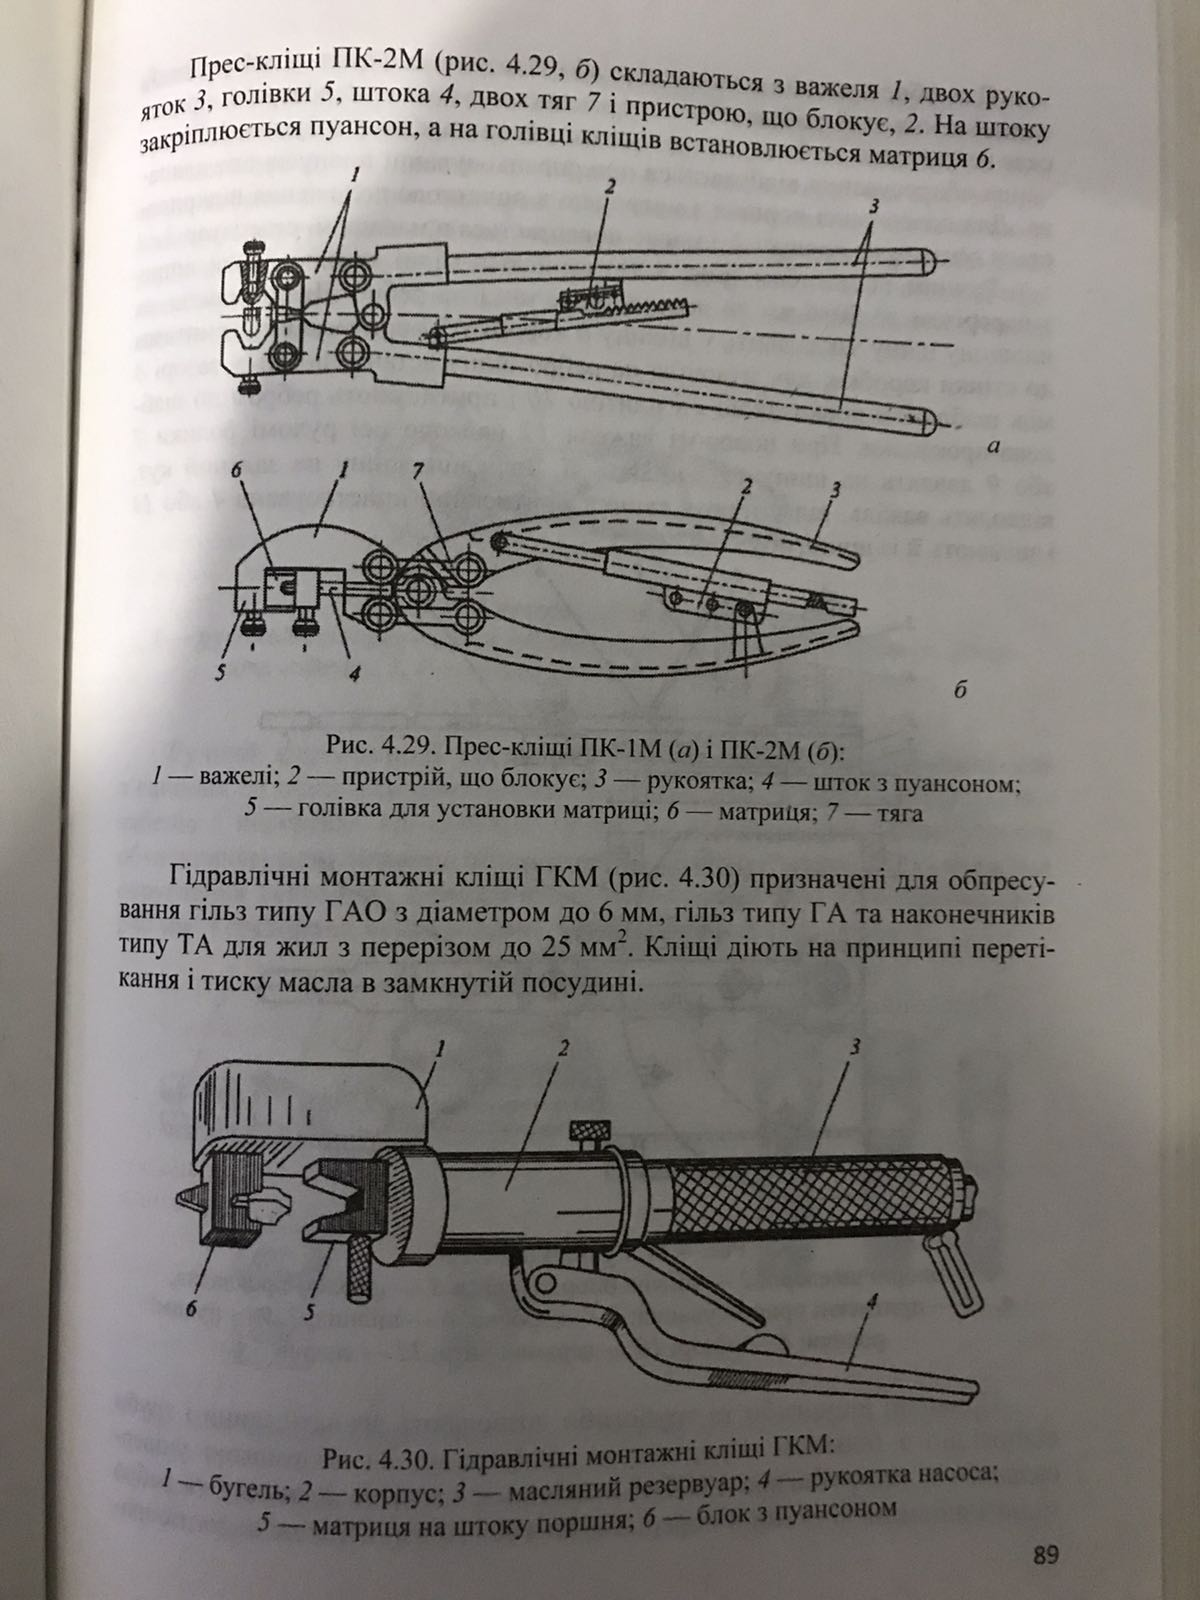 Прес-кліщі ПК-2М (рис. 4.29, б) складаються з важеля 1, двох руко-
яток 3, голівки 5, штока 4, двох тяг 7 і пристрою, що блокує, 2. На штоку
закріплюється пуансон, а на голівці кліщів встановлюється матриця 6.
1
2
3
а
6
1
7
2
3
5
4
б
Рис. 4.29. Прес-кліщі ПК-1М (а) і ПК-2М (б):
1 — важелі; 2 — пристрій, що блокує; 3 — рукоятка; 4 — шток з пуансоном;
5 — голівка для установки матриці; 6 — матриця; 7 — тяга
Гідравлічні монтажні кліщі ГКМ (рис. 4.30) призначені для обпресу-
вання гільз типу ГАО з діаметром до 6 мм, гільз типу ГА та наконечників
типу ТА для жил з перерізом до 25 мм². Кліщі діють на принципі переті-
кання і тиску масла в замкнутій посудині.
1
2
3
6
5
4
Рис. 4.30. Гідравлічні монтажні кліщі ГКМ:
1 — бугель; 2 — корпус; 3 — масляний резервуар; 4 — рукоятка насоса;
5 — матриця на штоку поршня; 6 — блок з пуансоном
89